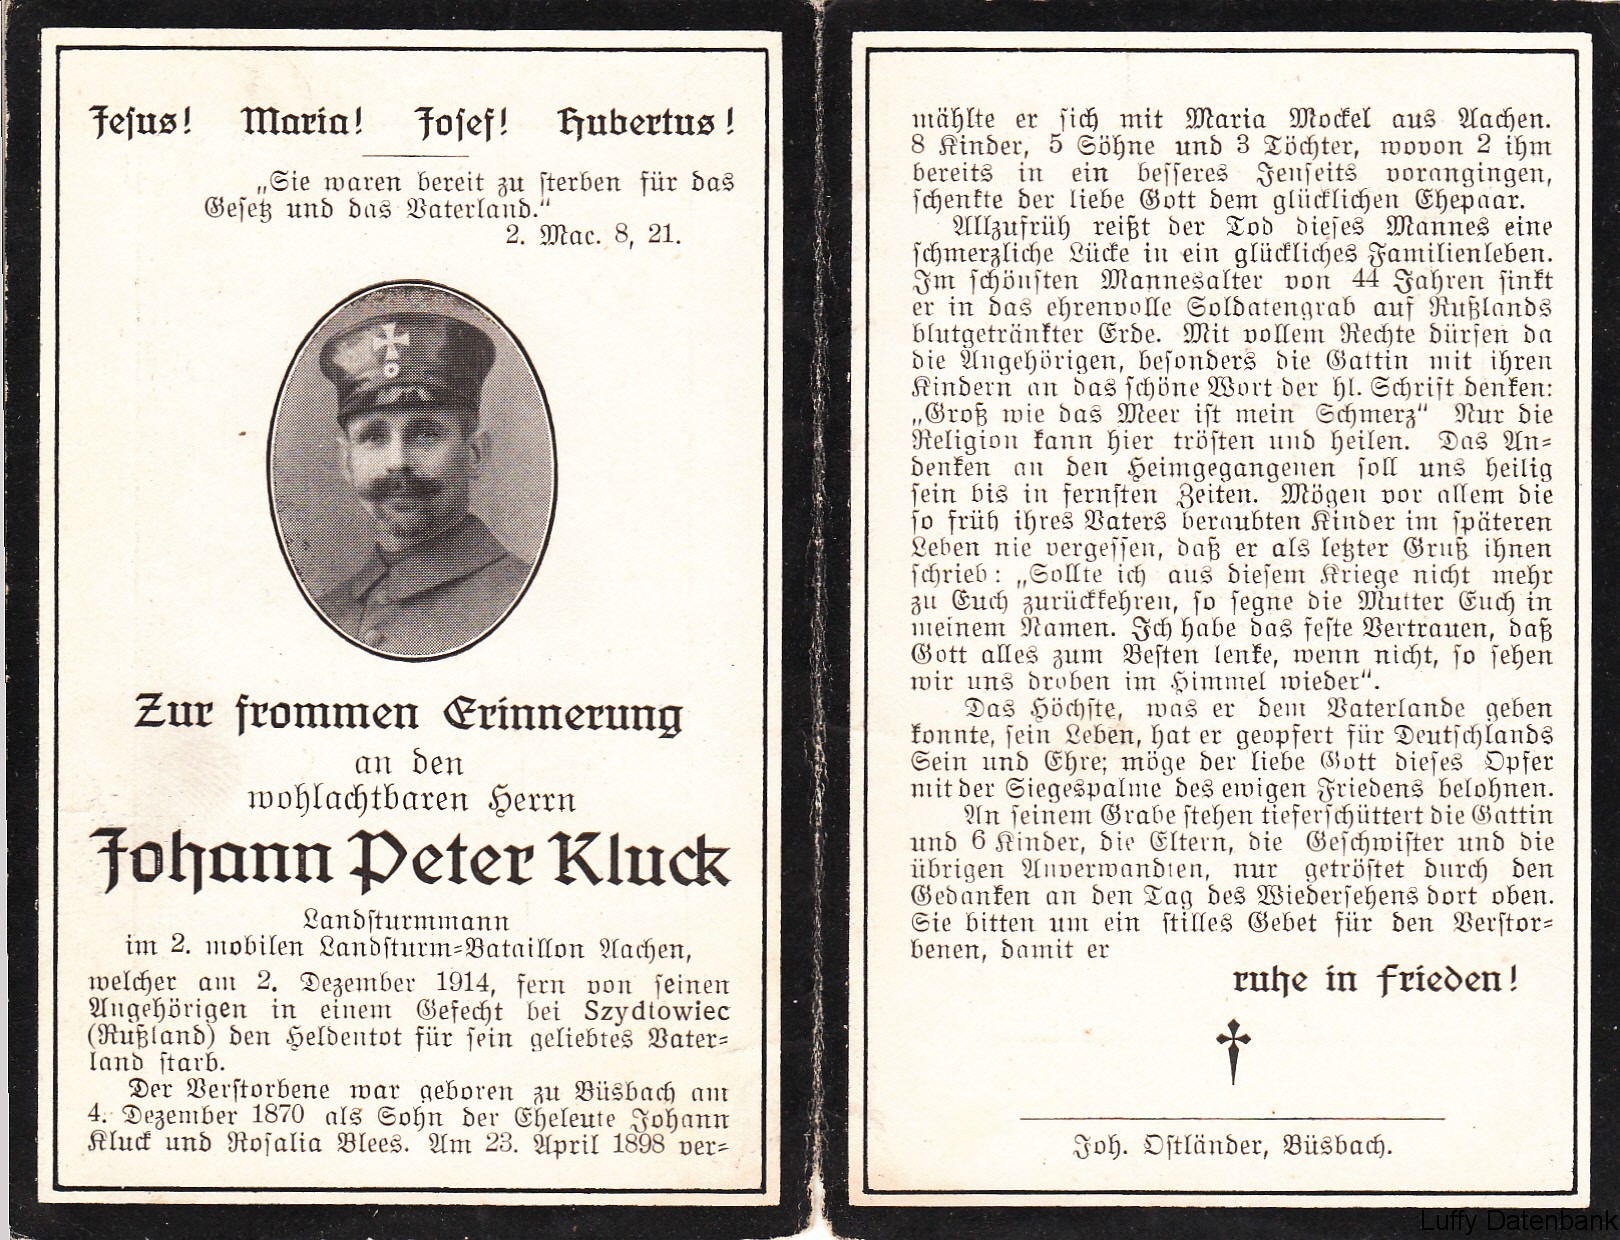 Jesus! Maria! Josef! Hubertus!
„Sie waren bereit zu sterben für das
Gesetz und das Vaterland.“
2. Mac. 8, 21.
Zur frommen Erinnerung
an den
wohlachtbaren Herrn
Johann Peter Kluck
Landsturmmann
im 2. mobilen Landsturm=Bataillon Aachen,
welcher am 2. Dezember 1914, fern von seinen
Angehörigen in einem Gefecht bei Szydlowiec
(Rußland) den Heldentot für sein geliebtes Vater=
land starb.
Der Verstorbene war geboren zu Büsbach am
4. Dezember 1870 als Sohn der Eheleute Johann
Kluck und Rosalia Blees. Am 23. April 1898 ver=
mählte er sich mit Maria Mockel aus Aachen.
8 Kinder, 5 Söhne und 3 Töchter, wovon 2 ihm
bereits in ein besseres Jenseits vorangingen,
schenkte der liebe Gott dem glücklichen Ehepaar.
Allzufrüh reißt der Tod dieses Mannes eine
schmerzliche Lücke in ein glückliches Familienleben.
Im schönsten Mannesalter von 44 Jahren sinkt
er in das ehrenvolle Soldatengrab auf Rußlands
blutgetränkter Erde. Mit vollem Rechte dürfen da
die Angehörigen, besonders die Gattin mit ihren
Kindern an das schöne Wort der hl. Schrift denken:
„Groß wie das Meer ist mein Schmerz“ Nur die
Religion kann hier trösten und heilen. Das An=
denken an den Heimgegangenen soll uns heilig
sein bis in fernsten Zeiten. Mögen vor allem die
so früh ihres Vaters beraubten Kinder im späteren
Leben nie vergessen, daß er als letzter Gruß ihnen
schrieb: „Sollte ich aus diesem Kriege nicht mehr
zu Euch zurückkehren, so segne die Mutter Euch in
meinem Namen. Ich habe das feste Vertrauen, daß
Gott alles zum Besten lenke, wenn nicht, so sehen
wir uns droben im Himmel wieder“.
Das Höchste, was er dem Vaterlande geben
konnte, sein Leben, hat er geopfert für Deutschlands
Sein und Ehre; möge der liebe Gott dieses Opfer
mit der Siegespalme des ewigen Friedens belohnen.
An seinem Grabe stehen tieferschüttert die Gattin
und 6 Kinder, die Eltern, die Geschwister und die
übrigen Anverwandten, nur getröstet durch den
Gedanken an den Tag des Wiedersehens dort oben.
Sie bitten um ein stilles Gebet für den Verstor=
benen, damit er
ruhe in Frieden!
Joh. Ostländer, Büsbach.
Luffy Datenbank